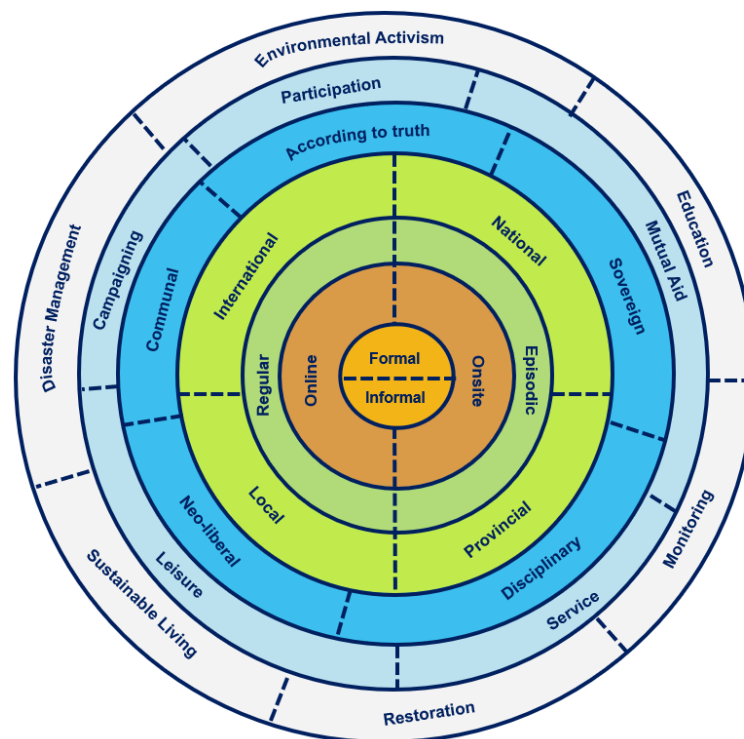 Environmental Activism
Education
Monitoring
Restoration
Sustainable Living
Disaster Management
Participation
Mutual Aid
Service
Leisure
Campaigning
According to truth
Sovereign
Disciplinary
Neo-liberal
Communal
International
National
Provincial
Local
Regular
Episodic
Online
Onsite
Formal
Informal